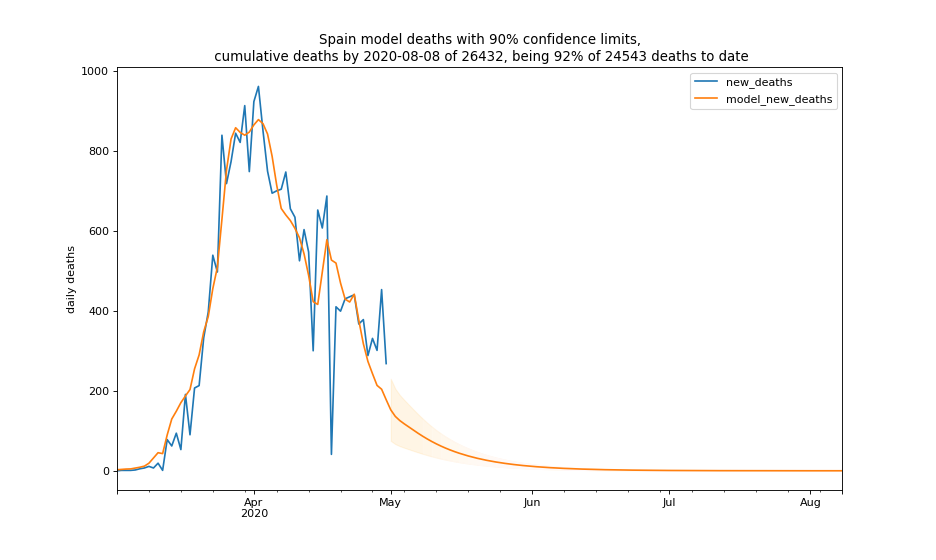 Spain model deaths with 90% confidence limits,
cumulative deaths by 2020-08-08 of 26432, being 92% of 24543 deaths to date
1000
800
600
400
200
0
daily deaths
new_deaths
model_new_deaths
Apr
2020
May
Jun
Jul
Aug